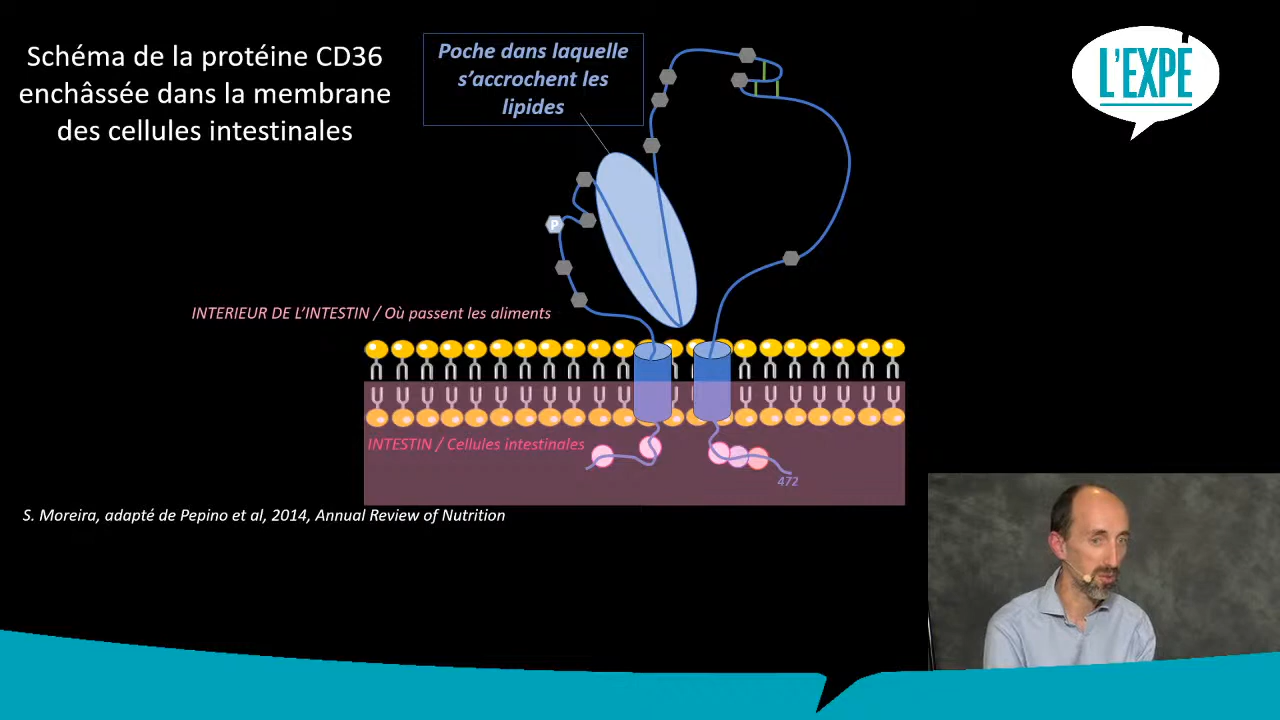 Schéma de la protéine CD36
enchâssée dans la membrane
des cellules intestinales
Poche dans laquelle
s'accrochent les
lipides
L'EXPÉ
P
INTERIEUR DE L'INTESTIN / Où passent les aliments
INTESTIN / Cellules intestinales
472
S. Moreira, adapté de Pepino et al, 2014, Annual Review of Nutrition